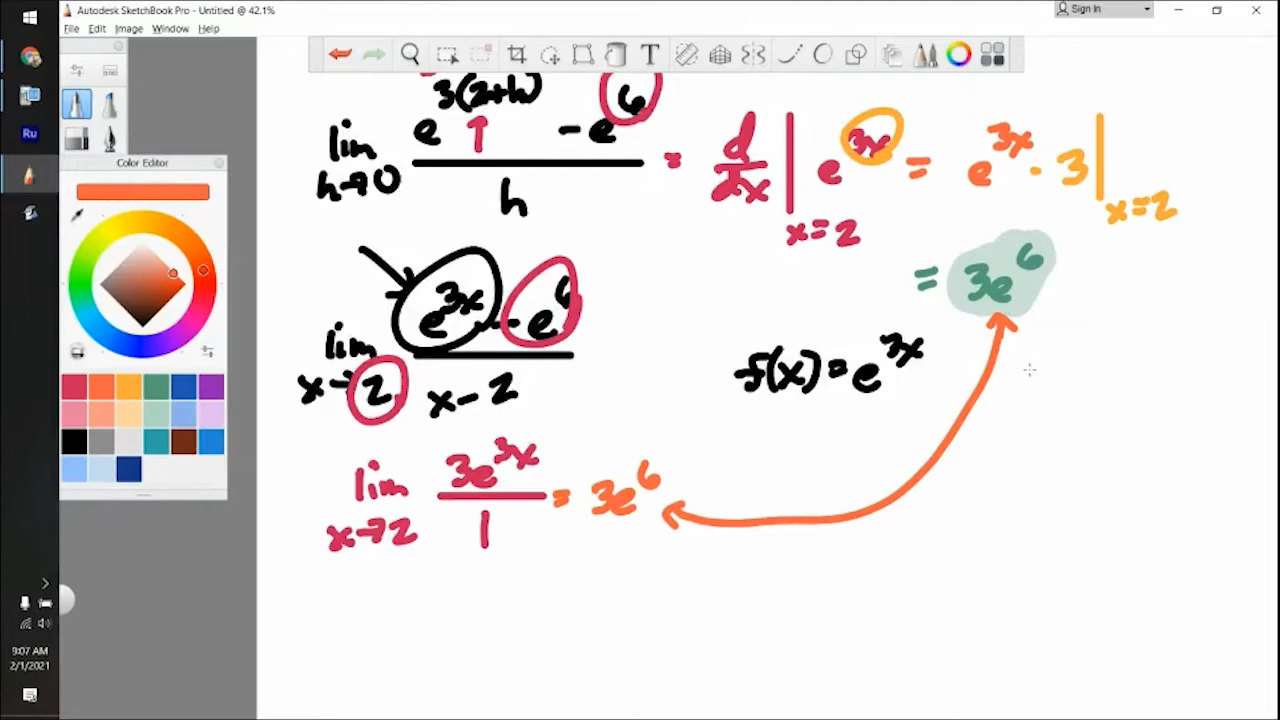 Autodesk SketchBook Pro - Untitled @ 42.1%
Sign In
File Edit Image Window Help
T
Color Editor
Ru
lim h→0 e^3(2+h) - e^6 / h = d/dx | x=2 e^3x = e^3x · 3 | x=2
= 3e^6
lim x→2 e^3x - e^6 / x-2
f(x) = e^3x
lim x→2 3e^3x / 1 = 3e^6
9:07 AM
2/1/2021